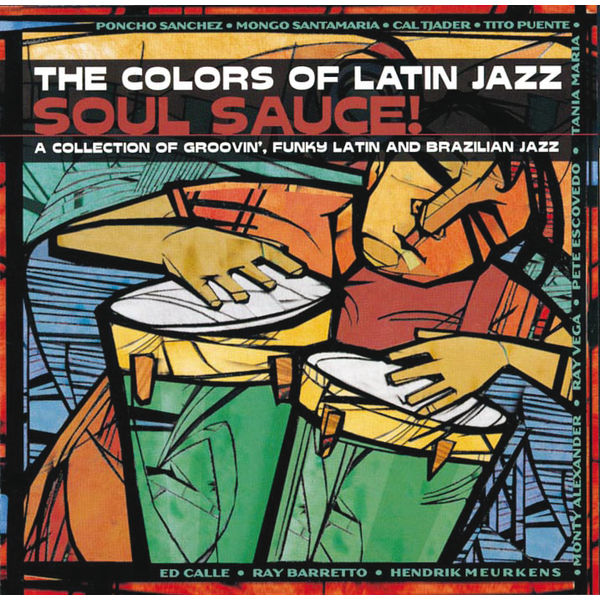 PONCHO SANCHEZ • MONGO SANTAMARIA • CAL TJADER • TITO PUENTE •
THE COLORS OF LATIN JAZZ
SOUL SAUCE!
A COLLECTION OF GROOVIN', FUNKY LATIN AND BRAZILIAN JAZZ
• MONTY ALEXANDER • RAY VEGA • PETE ESCOVEDO • TANIA MARIA
ED CALLE • RAY BARRETTO • HENDRIK MEURKENS